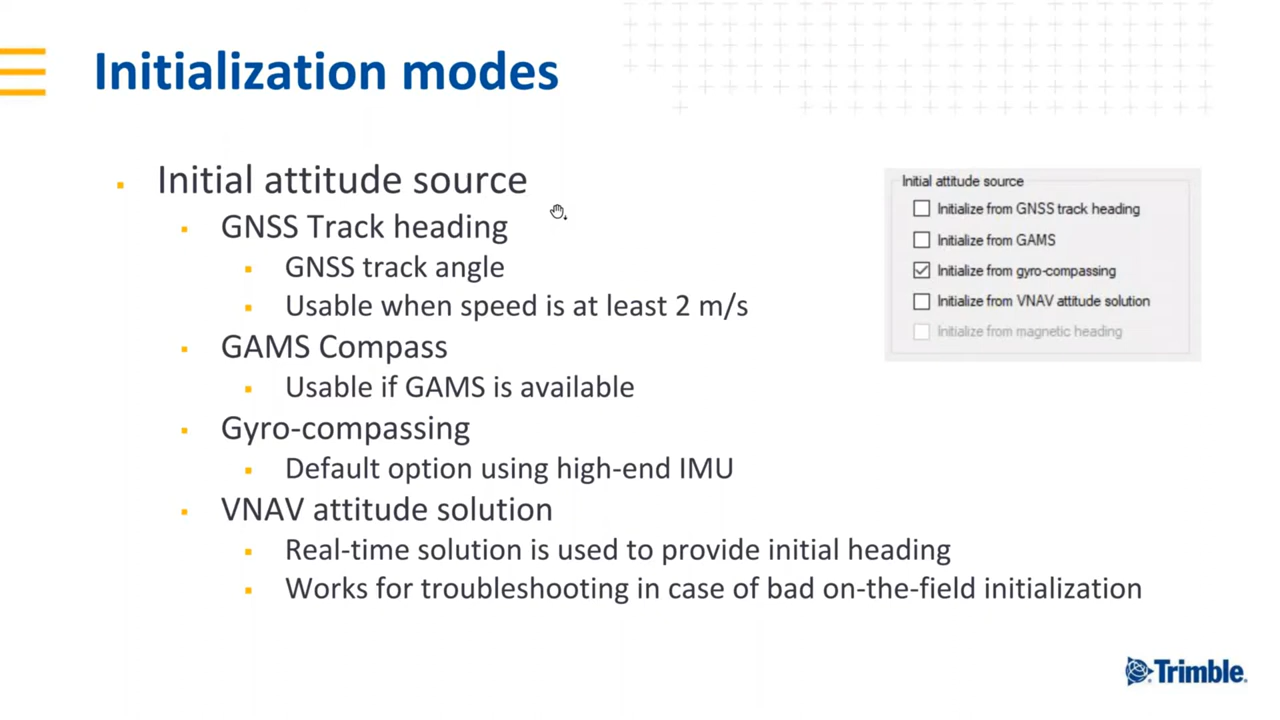 Initialization modes
Initial attitude source
GNSS Track heading
GNSS track angle
Usable when speed is at least 2 m/s
GAMS Compass
Usable if GAMS is available
Gyro-compassing
Default option using high-end IMU
VNAV attitude solution
Real-time solution is used to provide initial heading
Works for troubleshooting in case of bad on-the-field initialization
Initial attitude source
Initialize from GNSS track heading
Initialize from GAMS
Initialize from gyro-compassing
Initialize from VNAV attitude solution
Initialize from magnetic heading
Trimble.